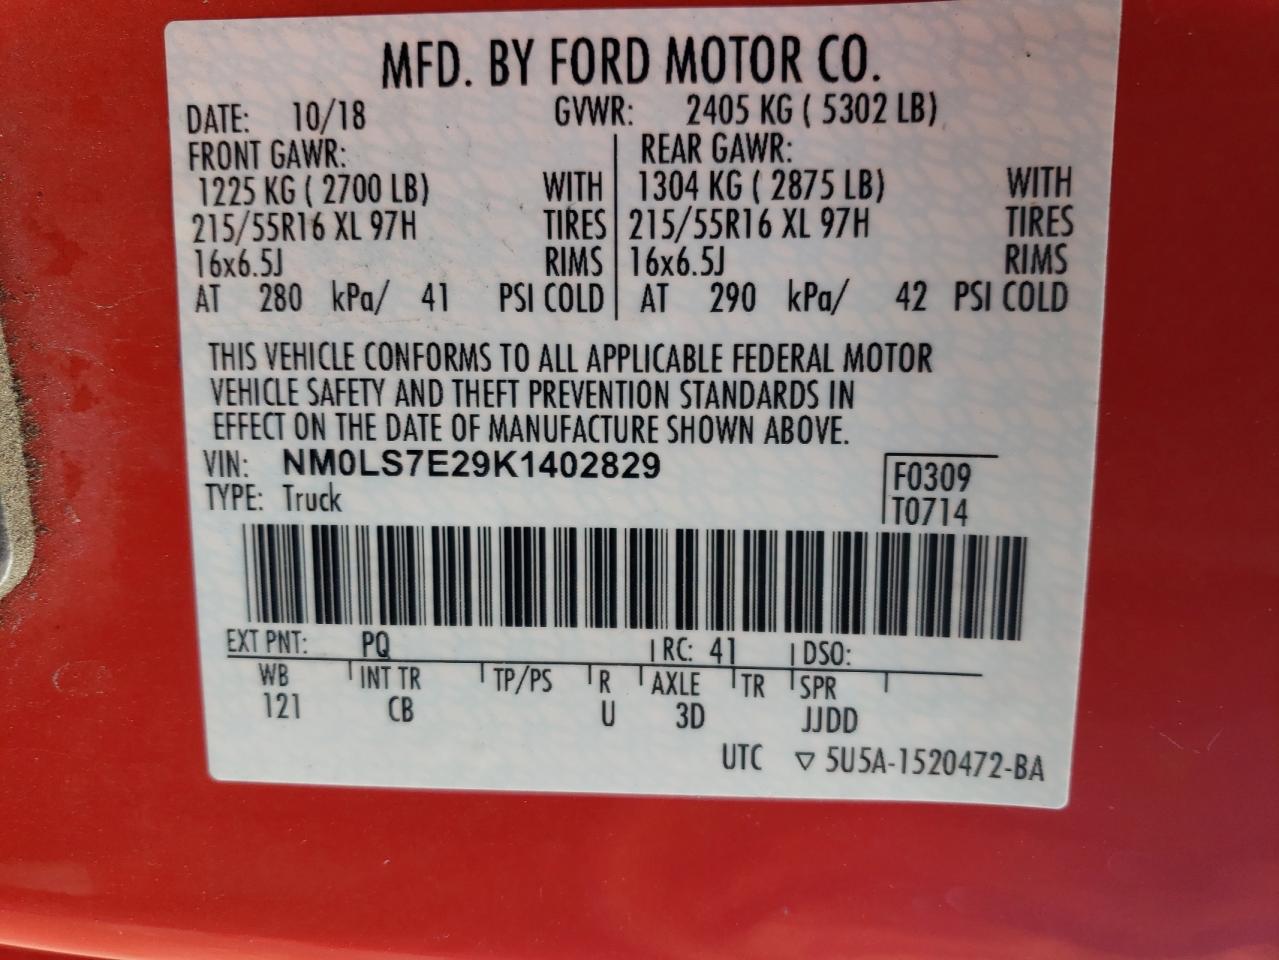 MFD. BY FORD MOTOR CO.
DATE: 10/18 GVWR: 2405 KG ( 5302 LB)
FRONT GAWR: REAR GAWR:
1225 KG ( 2700 LB) WITH 1304 KG ( 2875 LB) WITH
215/55R16 XL 97H TIRES 215/55R16 XL 97H TIRES
16x6.5J RIMS 16x6.5J RIMS
AT 280 kPa/ 41 PSI COLD AT 290 kPa/ 42 PSI COLD
THIS VEHICLE CONFORMS TO ALL APPLICABLE FEDERAL MOTOR
VEHICLE SAFETY AND THEFT PREVENTION STANDARDS IN
EFFECT ON THE DATE OF MANUFACTURE SHOWN ABOVE.
VIN: NM0LS7E29K1402829 F0309
TYPE: Truck T0714
EXT PNT: PQ RC: 41 DSO:
WB INT TR TP/PS R AXLE TR SPR
121 CB U 3D JJDD
UTC ▽ 5U5A-1520472-BA